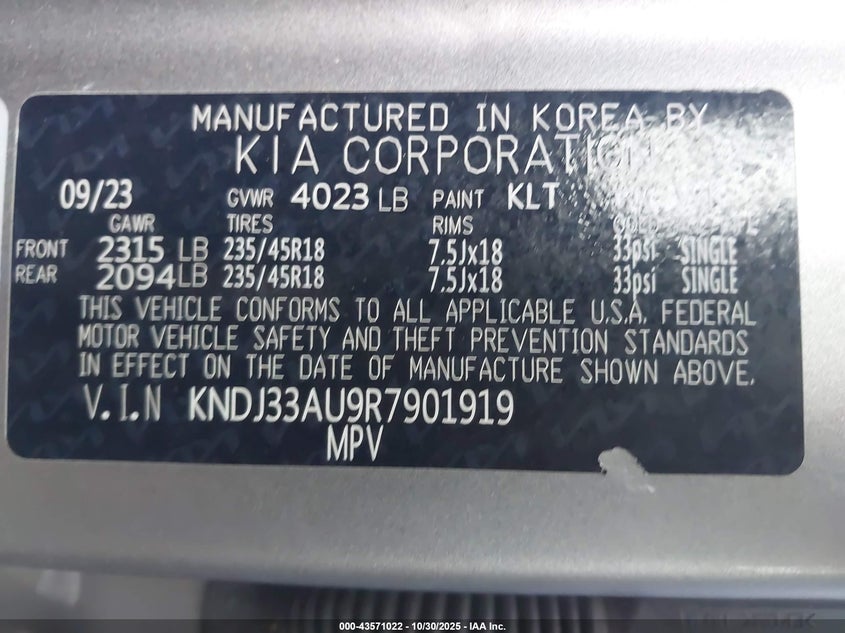 MANUFACTURED IN KOREA BY
KIA CORPORATION
09/23 GVWR 4023 LB PAINT KLT
GAWR TIRES RIMS
FRONT 2315 LB 235/45R18 7.5Jx18 33psi SINGLE
REAR 2094 LB 235/45R18 7.5Jx18 33psi SINGLE
THIS VEHICLE CONFORMS TO ALL APPLICABLE U.S.A. FEDERAL
MOTOR VEHICLE SAFETY AND THEFT PREVENTION STANDARDS
IN EFFECT ON THE DATE OF MANUFACTURE SHOWN ABOVE.
V.I.N KNDJ33AU9R7901919
MPV
000-43571022 - 10/30/2025 - IAA Inc.